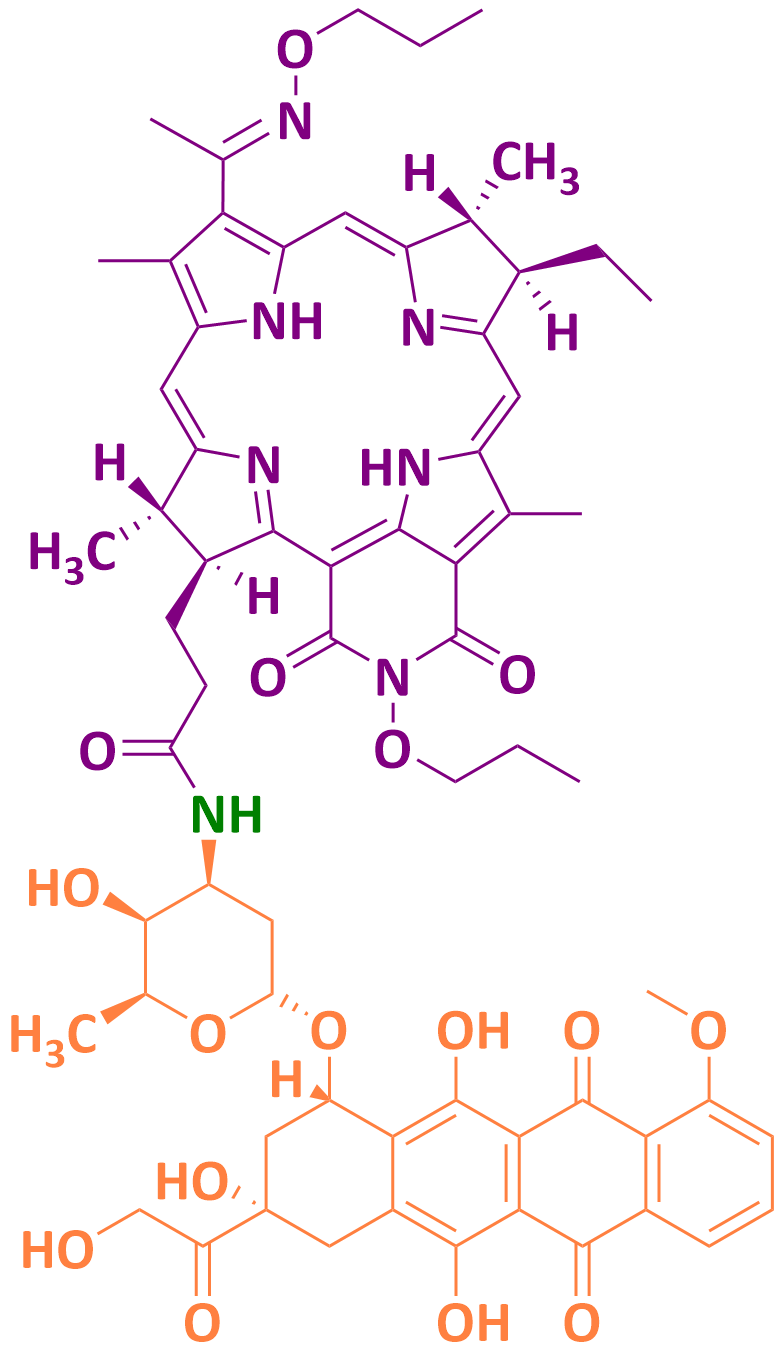 O
N
H CH3
NH N
H
H N HN
H3C
H
O N O
O O
NH
HO
H3C O O OH O O
H
HO
HO
O OH O